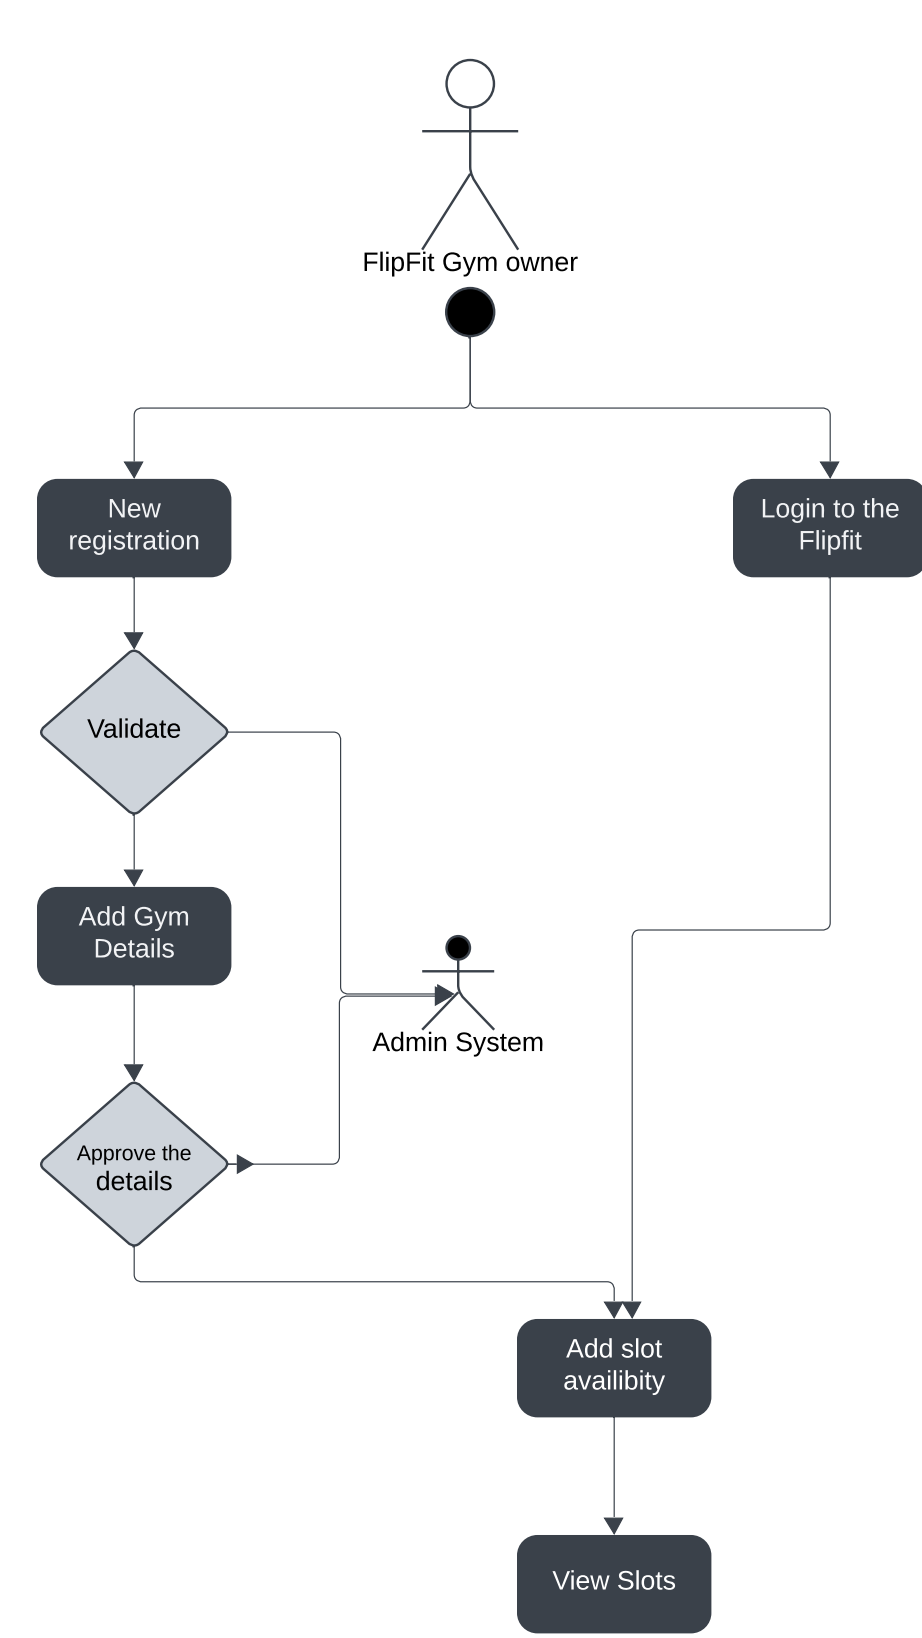 FlipFit Gym owner
New
registration
Login to the
Flipfit
Validate
Add Gym
Details
Admin System
Approve the
details
Add slot
availibity
View Slots